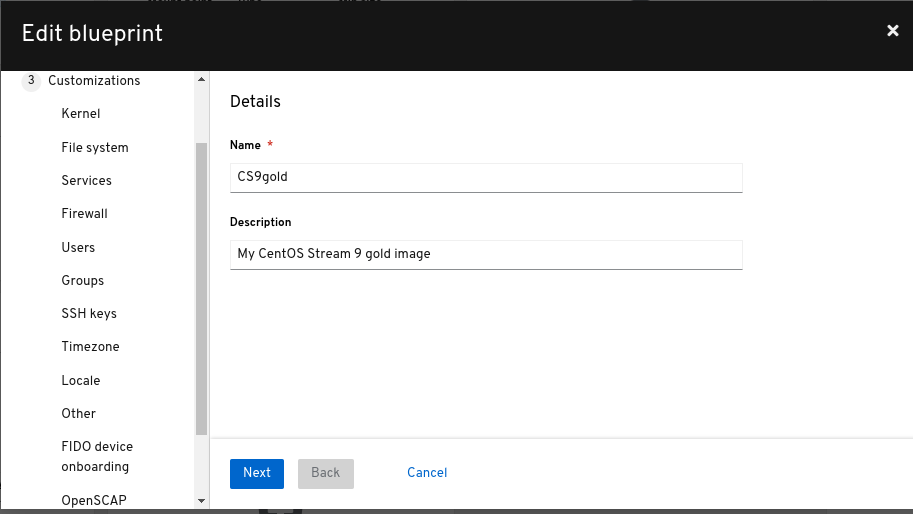 Edit blueprint
3 Customizations
Kernel
File system
Services
Firewall
Users
Groups
SSH keys
Timezone
Locale
Other
FIDO device
onboarding
OpenSCAP
Details
Name *
CS9gold
Description
My CentOS Stream 9 gold image
Next Back Cancel